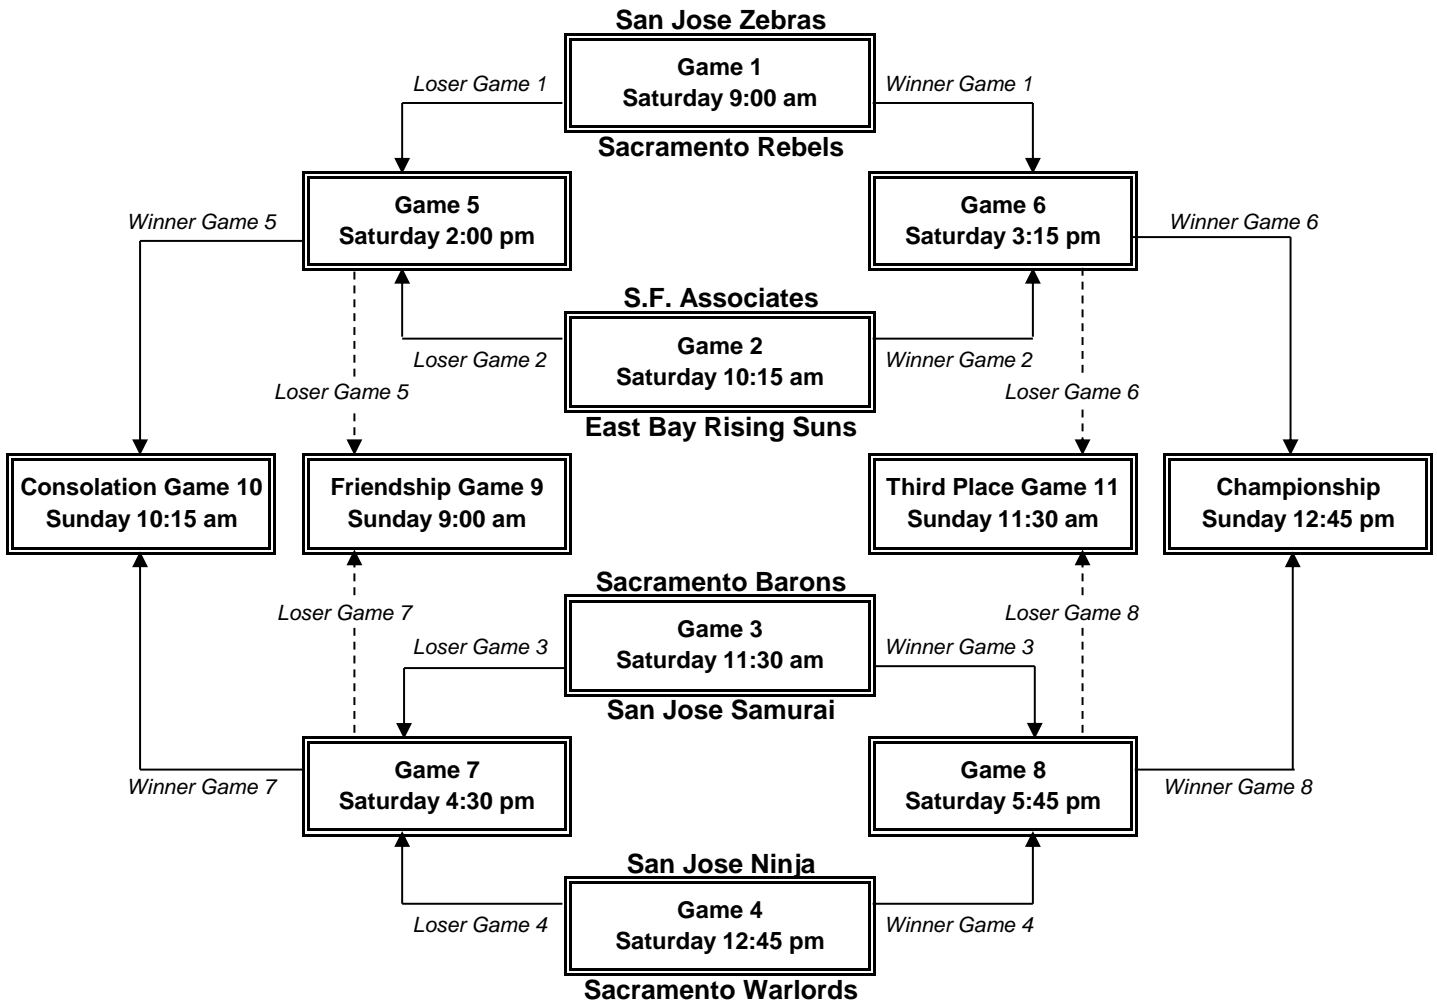 San Jose Zebras
Game 1
Saturday 9:00 am
Loser Game 1
Winner Game 1
Sacramento Rebels
Game 5
Saturday 2:00 pm
Game 6
Saturday 3:15 pm
Winner Game 5
Winner Game 6
S.F. Associates
Game 2
Saturday 10:15 am
Loser Game 2
Winner Game 2
Loser Game 5
Loser Game 6
East Bay Rising Suns
Consolation Game 10
Sunday 10:15 am
Friendship Game 9
Sunday 9:00 am
Third Place Game 11
Sunday 11:30 am
Championship
Sunday 12:45 pm
Sacramento Barons
Loser Game 7
Loser Game 8
Game 3
Saturday 11:30 am
Loser Game 3
Winner Game 3
San Jose Samurai
Game 7
Saturday 4:30 pm
Game 8
Saturday 5:45 pm
Winner Game 7
Winner Game 8
San Jose Ninja
Game 4
Saturday 12:45 pm
Loser Game 4
Winner Game 4
Sacramento Warlords